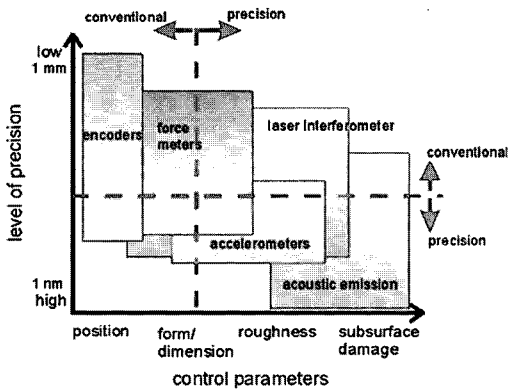 conventional precision
low
1 mm
encoders
force
meters
laser interferometer
conventional
precision
accelerometers
acoustic emission
1 nm
high
level of precision
position form/ roughness subsurface
dimension damage
control parameters